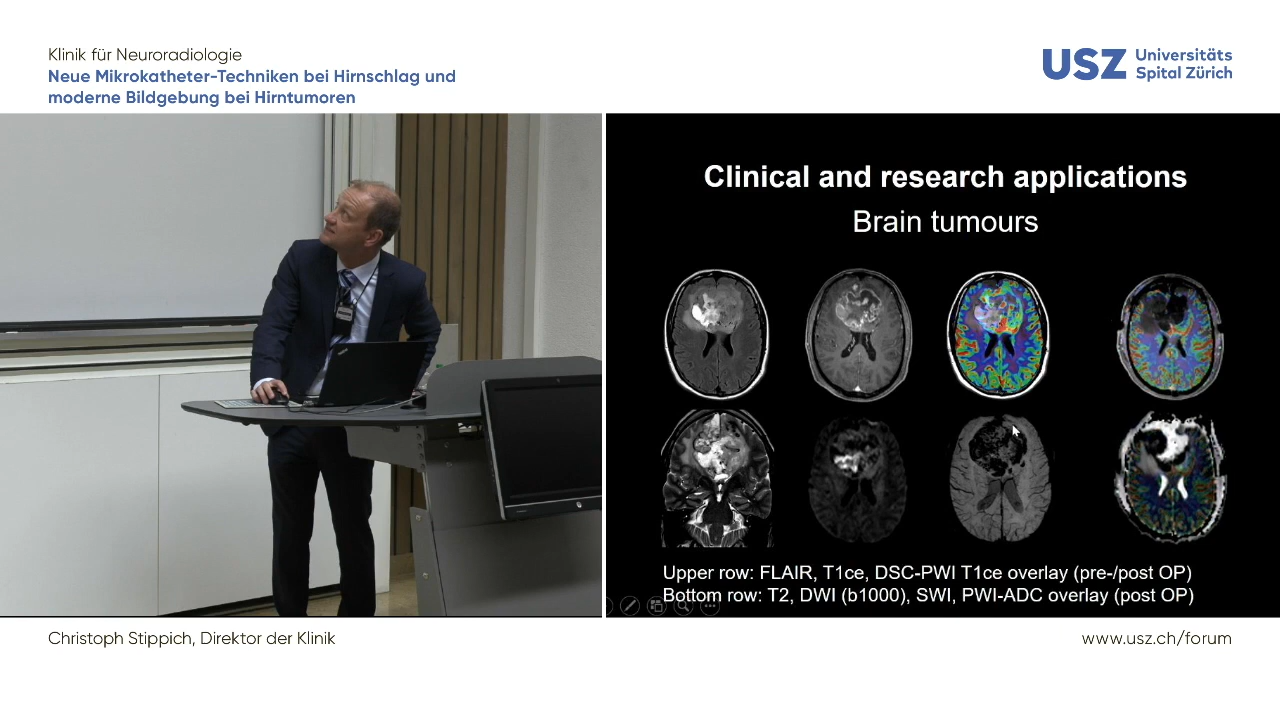 Klinik für Neuroradiologie
Neue Mikrokatheter-Techniken bei Hirnschlag und
moderne Bildgebung bei Hirntumoren
USZ Universitäts
Spital Zürich
Clinical and research applications
Brain tumours
Upper row: FLAIR, T1ce, DSC-PWI T1ce overlay (pre-/post OP)
Bottom row: T2, DWI (b1000), SWI, PWI-ADC overlay (post OP)
Christoph Stippich, Direktor der Klinik
www.usz.ch/forum